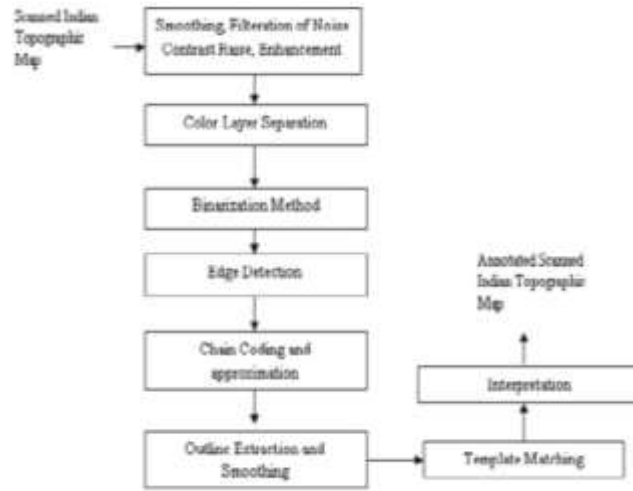 Scanned Indian
Topographic
Map
Smoothing, Filteration of Noise
Contrast Raise, Enhancement
Color Layer Separation
Binarization Method
Edge Detection
Chain Coding and
approximation
Outline Extraction and
Smoothing
Template Matching
Interpretation
Annotated Scanned
Indian Topographic
Map